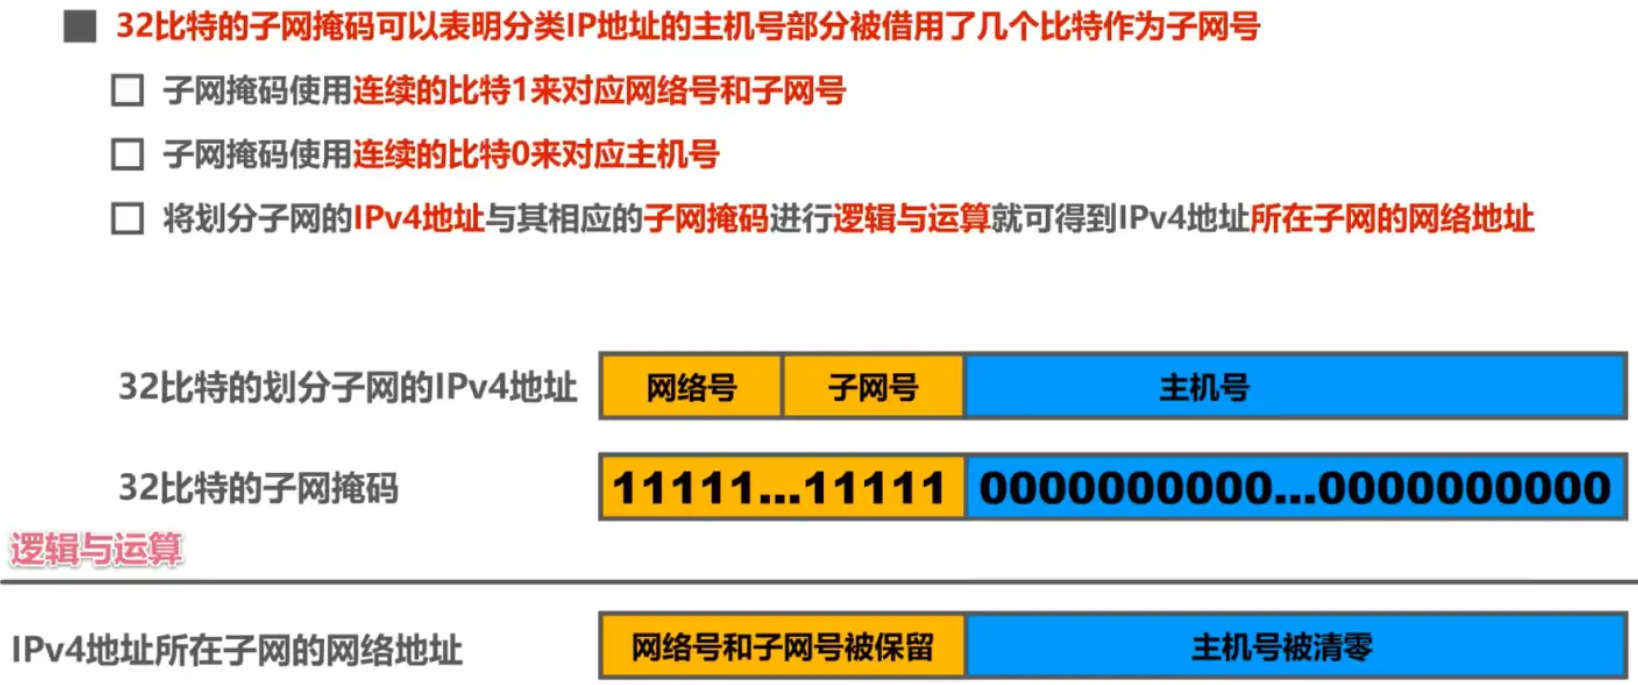 32比特的子网掩码可以表明分类IP地址的主机号部分被借用了几个比特作为子网号
子网掩码使用连续的比特1来对应网络号和子网号
子网掩码使用连续的比特0来对应主机号
将划分子网的IPv4地址与其相应的子网掩码进行逻辑与运算就可得到IPv4地址所在子网的网络地址
32比特的划分子网的IPv4地址 网络号 子网号 主机号
32比特的子网掩码 11111...11111 0000000000...0000000000
逻辑与运算
IPv4地址所在子网的网络地址 网络号和子网号被保留 主机号被清零